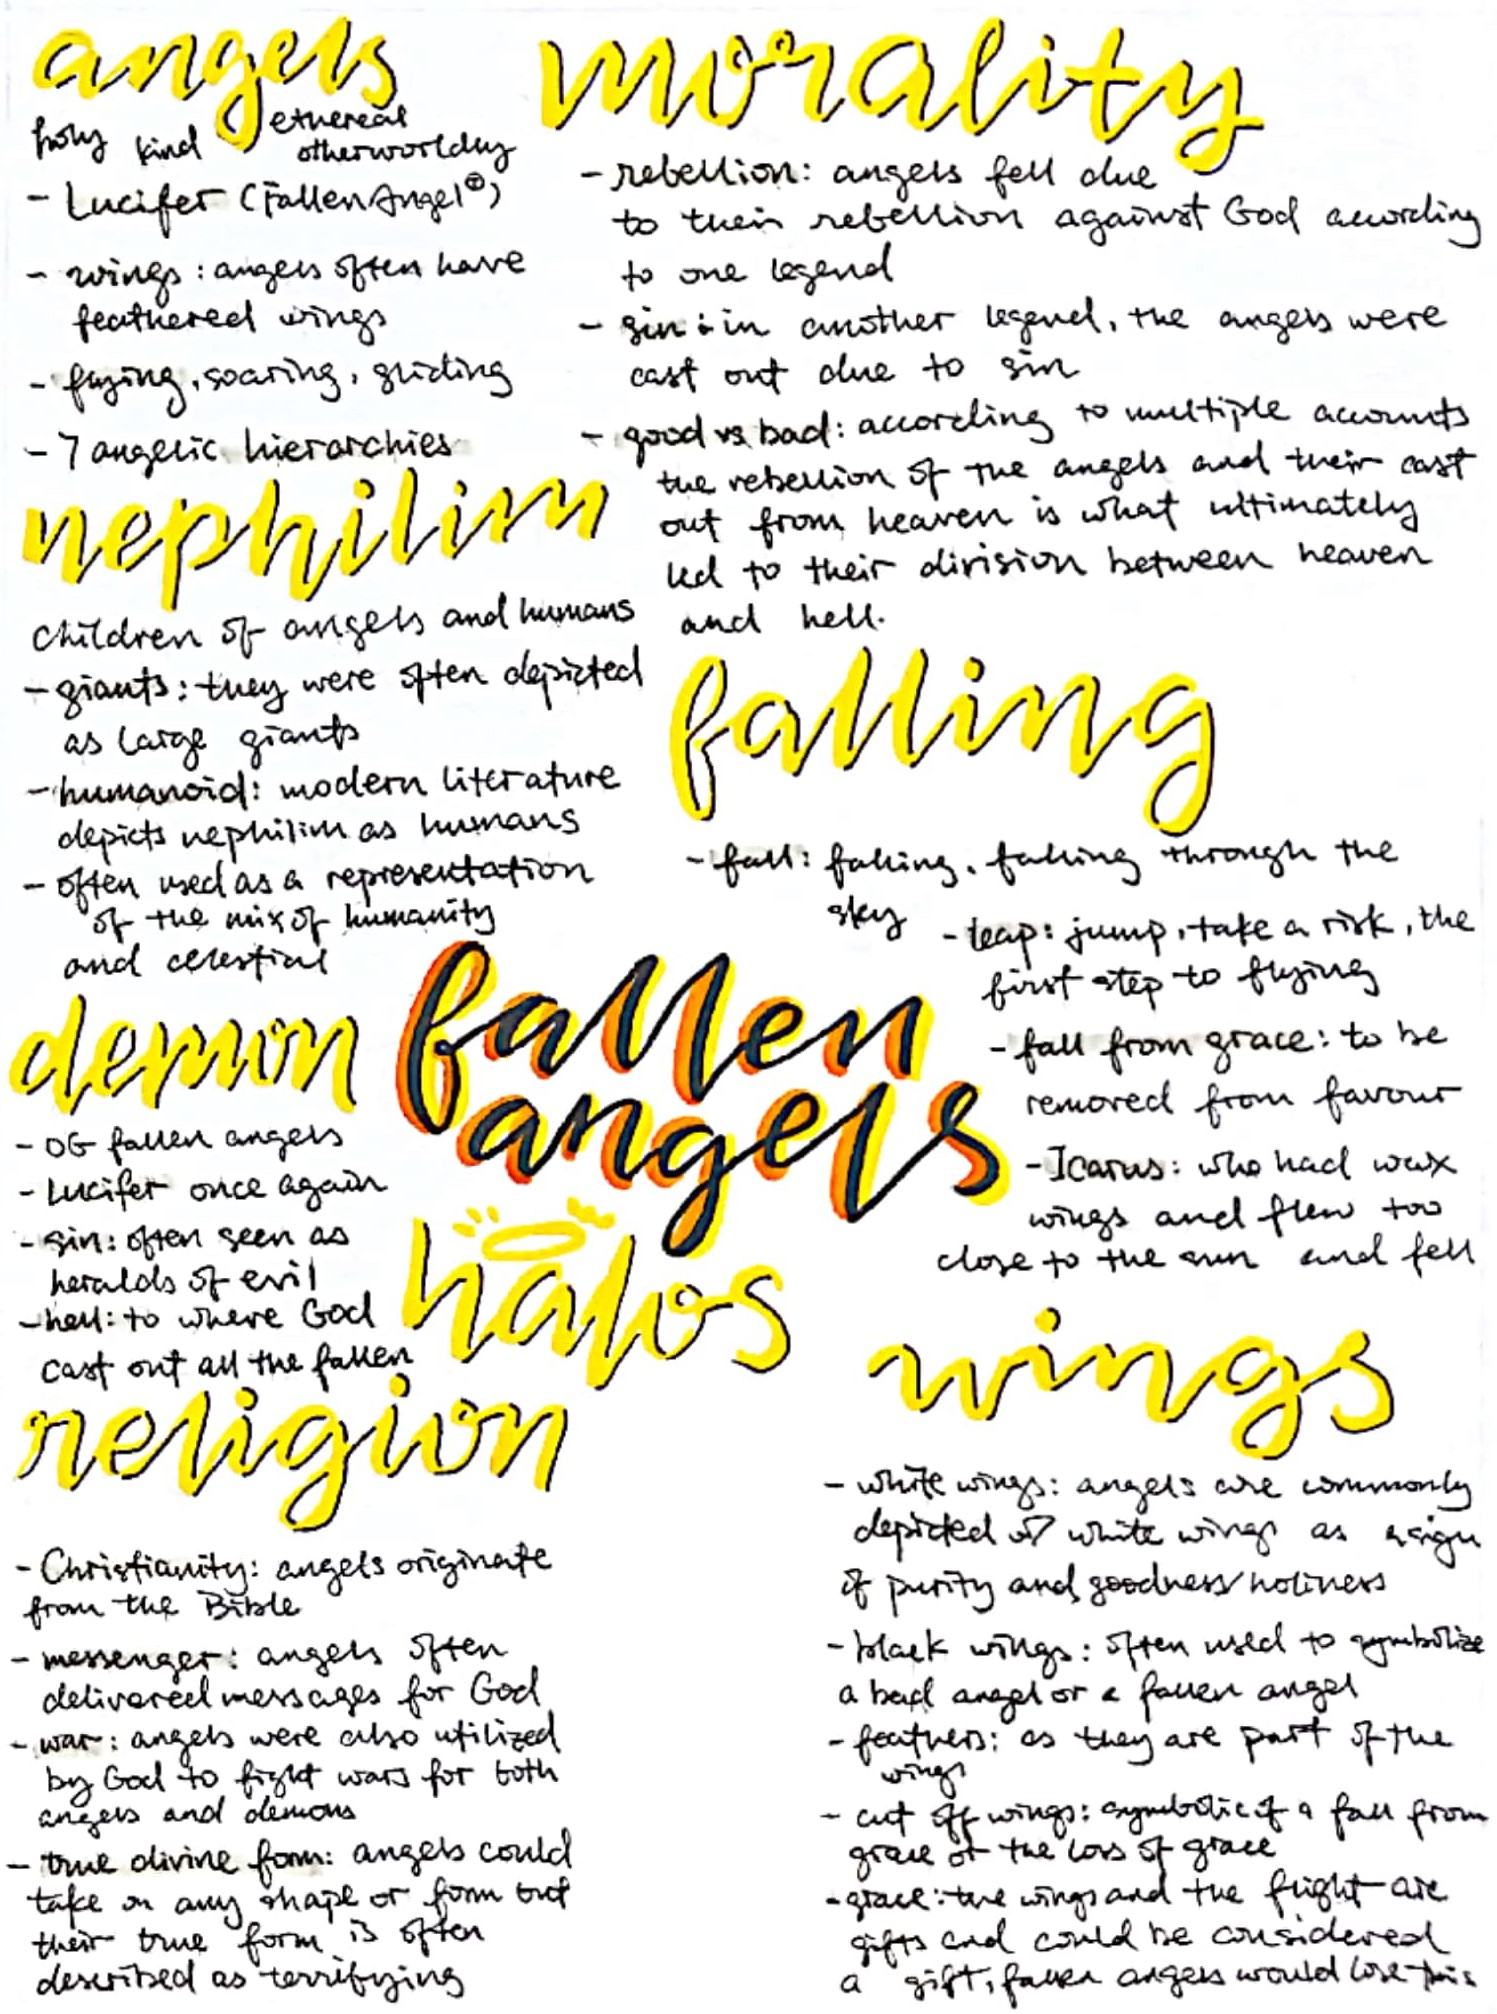 angels
holy kind ethereal
otherworldly
- Lucifer (Fallen Angel®)
- wings: angels often have
feathered wings
- flying, soaring, gliding
- 7 angelic hierarchies
morality
- rebellion: angels fell due
to their rebellion against God according
to one legend
- sin: in another legend, the angels were
cast out due to sin
- good vs bad: according to multiple accounts
the rebellion of the angels and their cast
out from heaven is what ultimately
led to their division between heaven
and hell.
nephilim
children of angels and humans
- giants: they were often depicted
as large giants
- humanoid: modern literature
depicts nephilim as humans
- often used as a representation
of the mix of humanity
and celestial
falling
- fall: falling, falling through the
sky
- leap: jump, take a risk, the
first step to flying
- fall from grace: to be
removed from favour
- Icarus: who had wax
wings and flew too
close to the sun and fell
fallen
angels
demon
- OG fallen angels
- Lucifer once again
- sin: often seen as
heralds of evil
- hell: to where God
cast out all the fallen
halos
religion
- Christianity: angels originate
from the Bible
- messenger: angels often
delivered messages for God
- war: angels were also utilized
by God to fight wars for both
angels and demons
- true divine form: angels could
take on any shape or form but
their true form is often
described as terrifying
wings
- white wings: angels are commonly
depicted w/ white wings as a sign
of purity and goodness/holiness
- black wings: often used to symbolize
a bad angel or a fallen angel
- feathers: as they are part of the
wings
- cut off wings: symbolic of a fall from
grace or the loss of grace
- grace: the wings and the flight are
gifts and could be considered
a gift, fallen angels would lose this